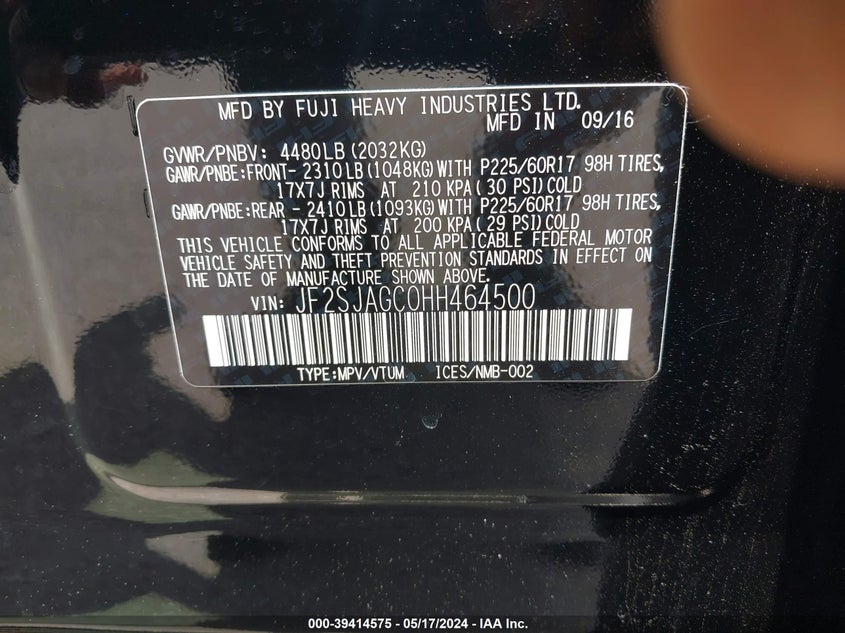 MFD BY FUJI HEAVY INDUSTRIES LTD.
MFD IN 09/16
GVWR/PNBV: 4480LB (2032KG)
GAWR/PNBE:FRONT- 2310LB (1048KG)WITH P225/60R17 98H TIRES,
17X7J RIMS AT 210 KPA( 30 PSI)COLD
GAWR/PNBE:REAR - 2410LB (1093KG)WITH P225/60R17 98H TIRES,
17X7J RIMS AT 200 KPA( 29 PSI)COLD
THIS VEHICLE CONFORMS TO ALL APPLICABLE FEDERAL MOTOR
VEHICLE SAFETY AND THEFT PREVENTION STANDARDS IN EFFECT ON
THE DATE OF MANUFACTURE SHOWN ABOVE.
VIN: JF2SJAGC0HH464500
TYPE:MPV/VTUM ICES/NMB-002
000-39414575 - 05/17/2024 - IAA Inc.